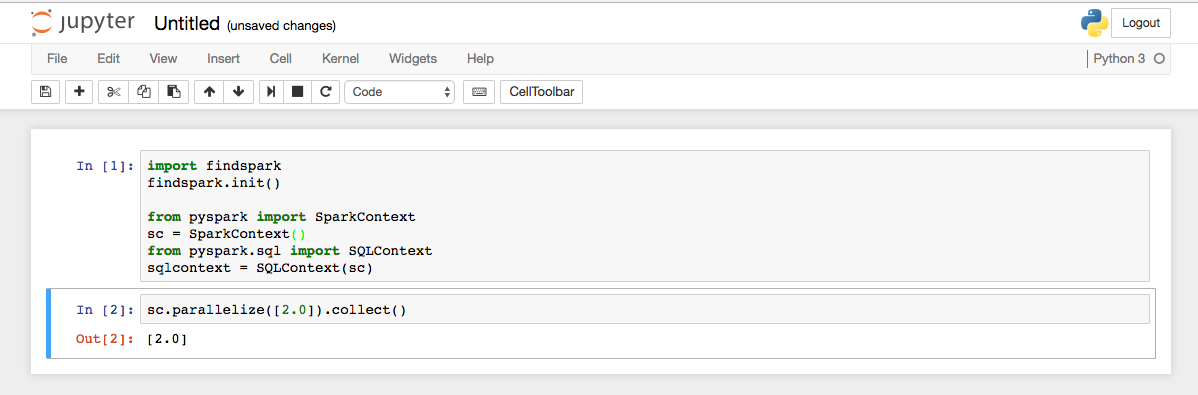 jupyter Untitled (unsaved changes) Logout
File Edit View Insert Cell Kernel Widgets Help Python 3
Code CellToolbar
In [1]: import findspark
findspark.init()
from pyspark import SparkContext
sc = SparkContext()
from pyspark.sql import SQLContext
sqlcontext = SQLContext(sc)
In [2]: sc.parallelize([2.0]).collect()
Out[2]: [2.0]